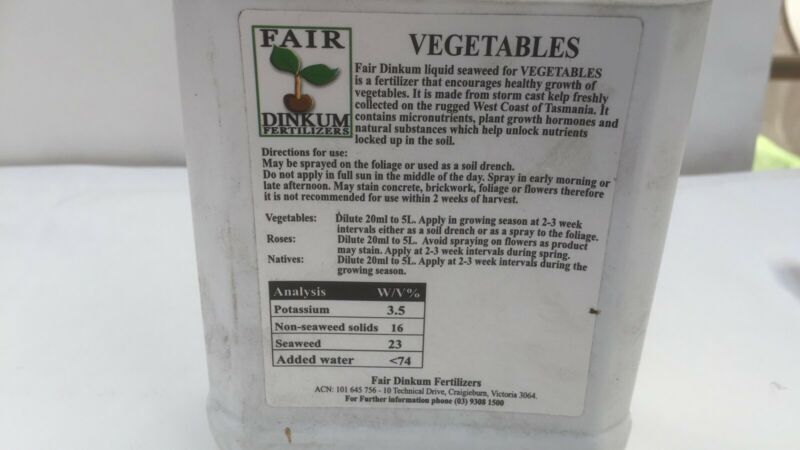 FAIR
DINKUM
FERTILIZERS
VEGETABLES
Fair Dinkum liquid seaweed for VEGETABLES
is a fertilizer that encourages healthy growth of
vegetables. It is made from storm cast kelp freshly
collected on the rugged West Coast of Tasmania. It
contains micronutrients, plant growth hormones and
natural substances which help unlock nutrients
locked up in the soil.
Directions for use:
May be sprayed on the foliage or used as a soil drench.
Do not apply in full sun in the middle of the day. Spray in early morning or
late afternoon. May stain concrete, brickwork, foliage or flowers therefore
it is not recommended for use within 2 weeks of harvest.
Vegetables: Dilute 20ml to 5L. Apply in growing season at 2-3 week
intervals either as a soil drench or as a spray to the foliage.
Roses: Dilute 20ml to 5L. Avoid spraying on flowers as product
may stain. Apply at 2-3 week intervals during spring.
Natives: Dilute 20ml to 5L. Apply at 2-3 week intervals during the
growing season.
Analysis W/V%
Potassium 3.5
Non-seaweed solids 16
Seaweed 23
Added water <74
Fair Dinkum Fertilizers
ACN: 101 645 756 - 10 Technical Drive, Craigieburn, Victoria 3064.
For Further information phone (03) 9308 1500